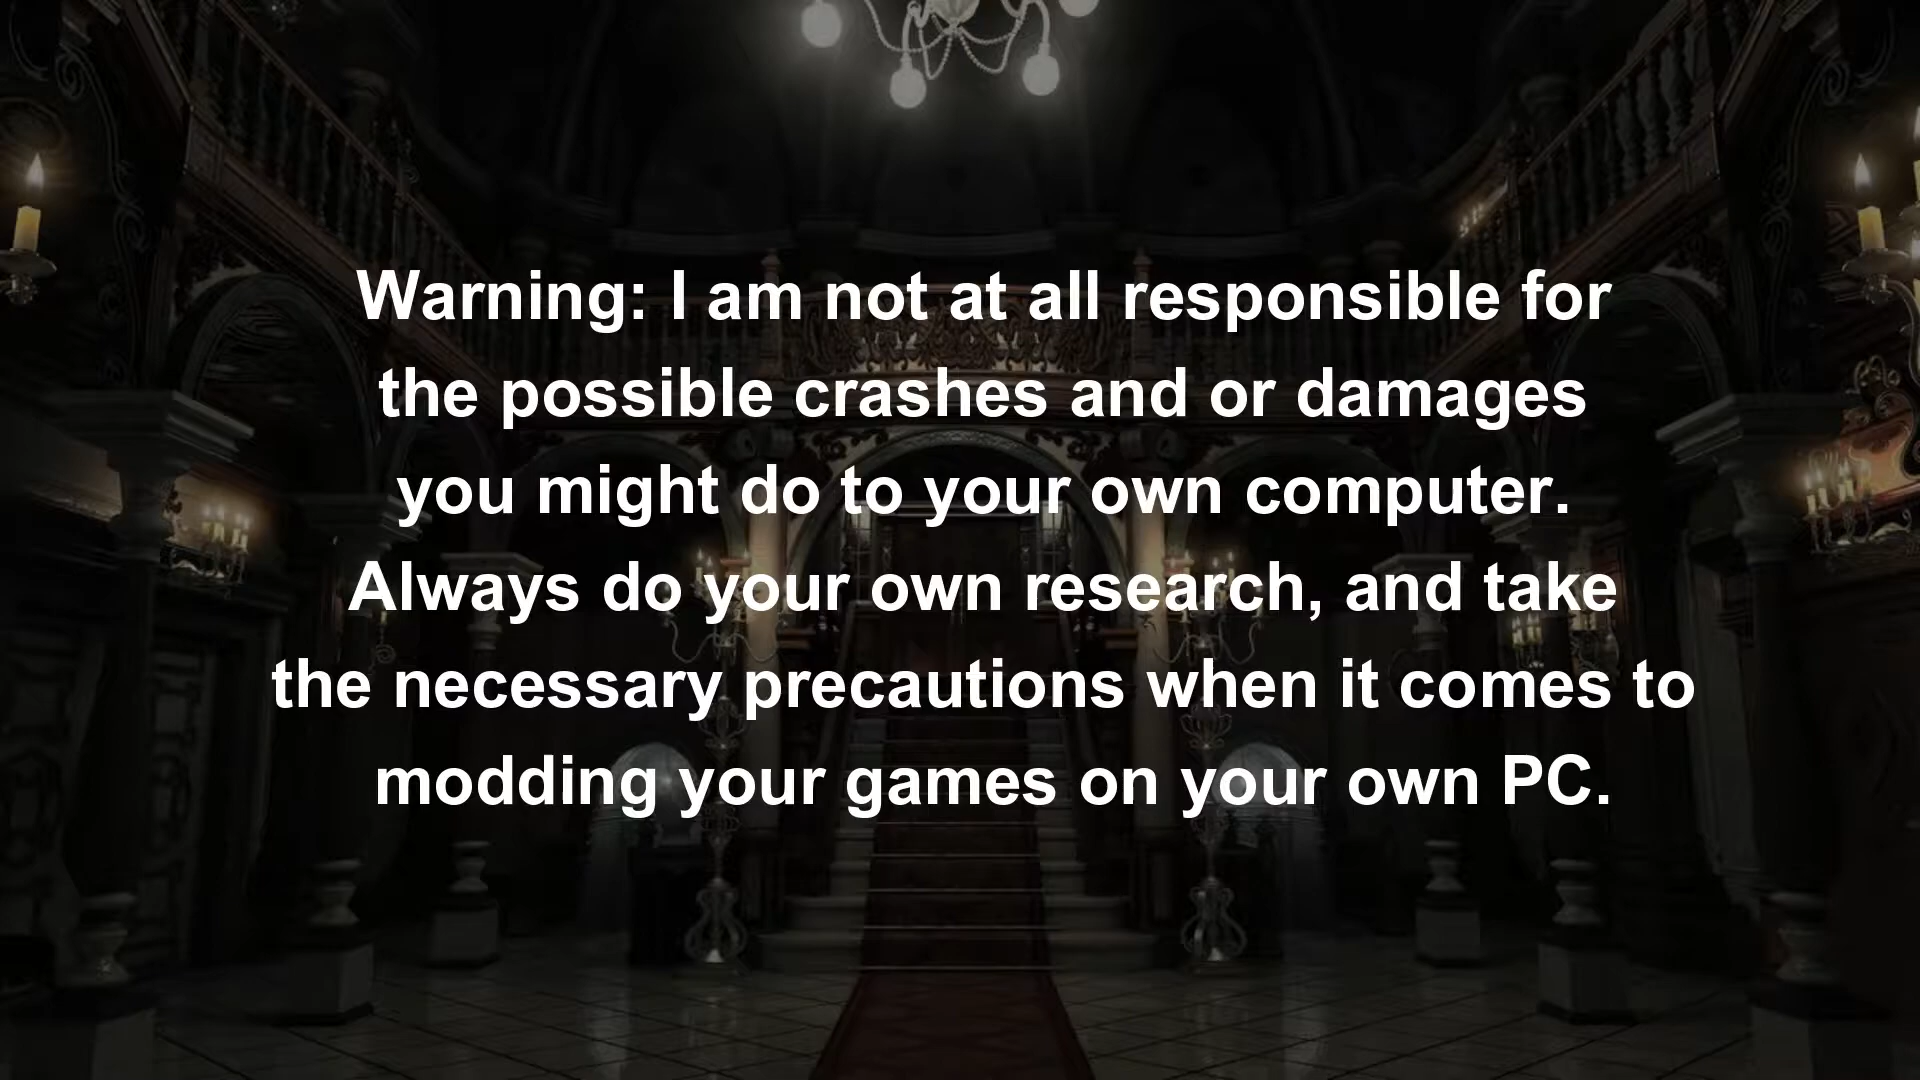 Warning: I am not at all responsible for
the possible crashes and or damages
you might do to your own computer.
Always do your own research, and take
the necessary precautions when it comes to
modding your games on your own PC.